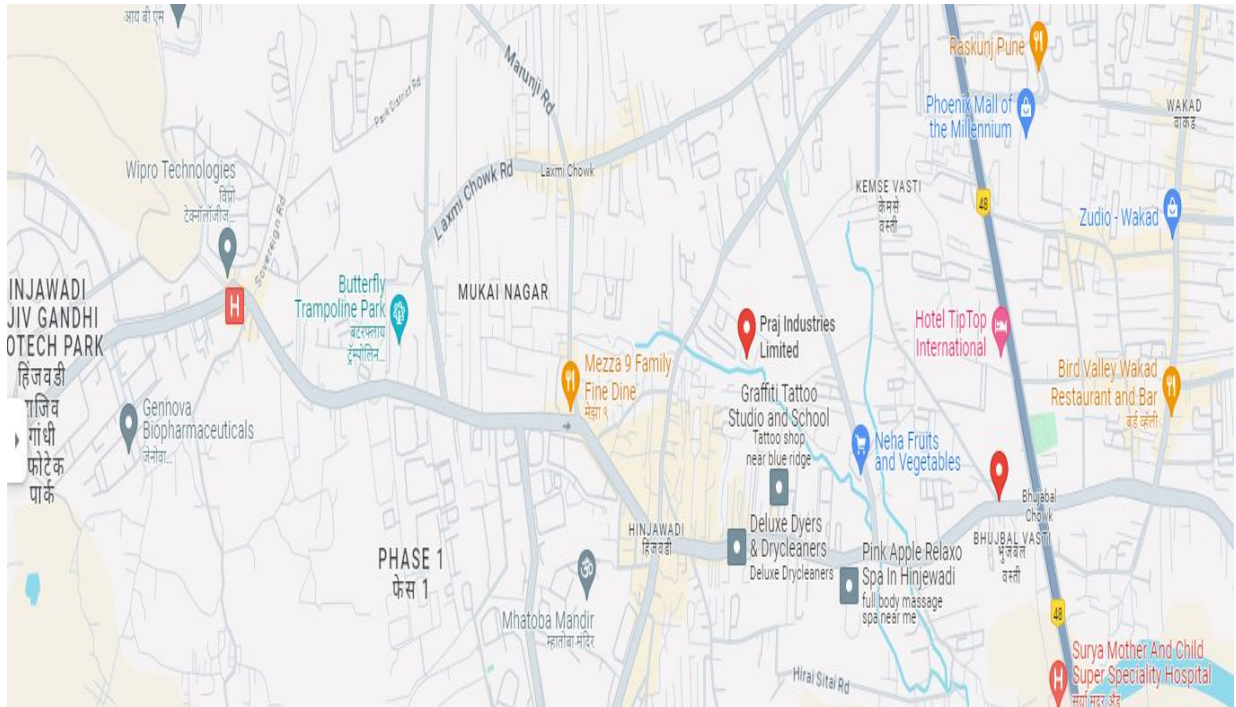 आय बी एम
Park District Rd
Marunji Rd
Laxmi Chowk
Laxmi Chowk Rd
Raskunj Pune
Phoenix Mall of
the Millennium
WAKAD
वाकड
Wipro Technologies
विप्रो
टेक्नॉलॉजीज...
Sovereign Rd
KEMSE VASTI
केमसे
वस्ती
48
Zudio - Wakad
INJAWADI
JIV GANDHI
OTECH PARK
हिंजवडी
ाजिव
गांधी
फोटेक
पार्क
H
Butterfly
Trampoline Park
बटरफ्लाय
ट्रॅम्पोलिन...
MUKAI NAGAR
Praj Industries
Limited
Hotel TipTop
International
Mezza 9 Family
Fine Dine
मेझा ९
Bird Valley Wakad
Restaurant and Bar
बर्ड व्हॅली
Gennova
Biopharmaceuticals
जेनोवा...
Graffiti Tattoo
Studio and School
Tattoo shop
near blue ridge
Neha Fruits
and Vegetables
Bhujabal
Chowk
BHUJBAL VASTI
भुजबल
वस्ती
HINJAWADI
हिंजवडी
Deluxe Dyers
& Drycleaners
Deluxe Drycleaners
Pink Apple Relaxo
Spa In Hinjewadi
full body massage
spa near me
PHASE 1
फेस 1
Mhatoba Mandir
म्हातोबा मंदिर
48
Hirai Sitai Rd
Surya Mother And Child
Super Speciality Hospital
H